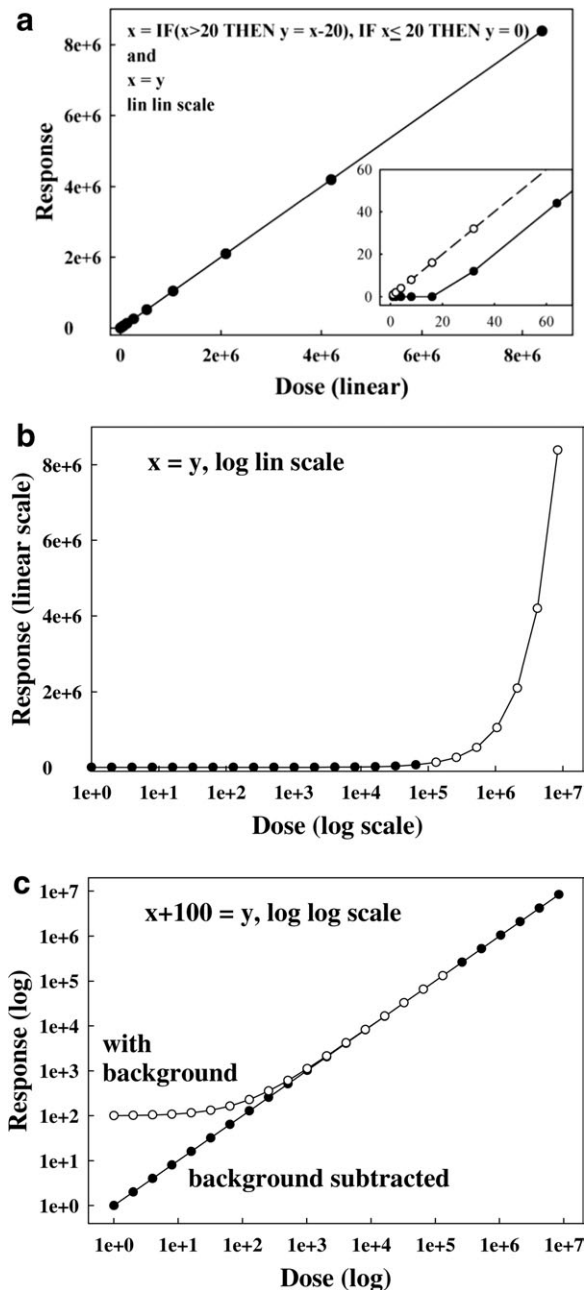 a
x = IF(x>20 THEN y = x-20), IF x≤ 20 THEN y = 0)
and
x = y
lin lin scale
Response
8e+6
6e+6
4e+6
2e+6
0
60
40
20
0
0 20 40 60
0 2e+6 4e+6 6e+6 8e+6
Dose (linear)
b
x = y, log lin scale
Response (linear scale)
8e+6
6e+6
4e+6
2e+6
0
1e+0 1e+1 1e+2 1e+3 1e+4 1e+5 1e+6 1e+7
Dose (log scale)
c
x+100 = y, log log scale
Response (log)
1e+7
1e+6
1e+5
1e+4
1e+3
1e+2
1e+1
1e+0
with
background
background subtracted
1e+0 1e+1 1e+2 1e+3 1e+4 1e+5 1e+6 1e+7
Dose (log)